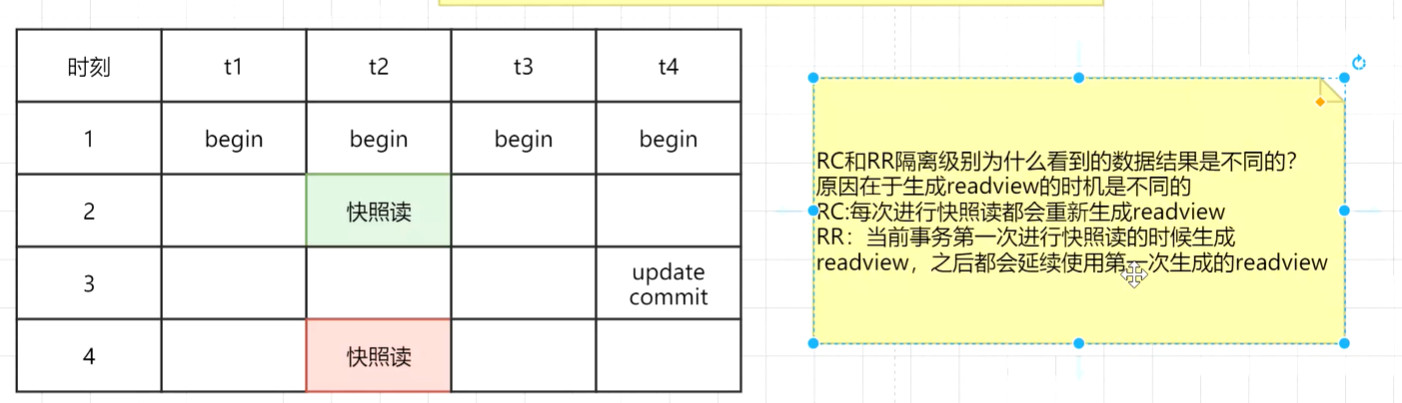 时刻 t1 t2 t3 t4
1 begin begin begin begin
2 快照读
3 update
commit
4 快照读
RC和RR隔离级别为什么看到的数据结果是不同的?
原因在于生成readview的时机是不同的
RC:每次进行快照读都会重新生成readview
RR：当前事务第一次进行快照读的时候生成
readview，之后都会延续使用第一次生成的readview